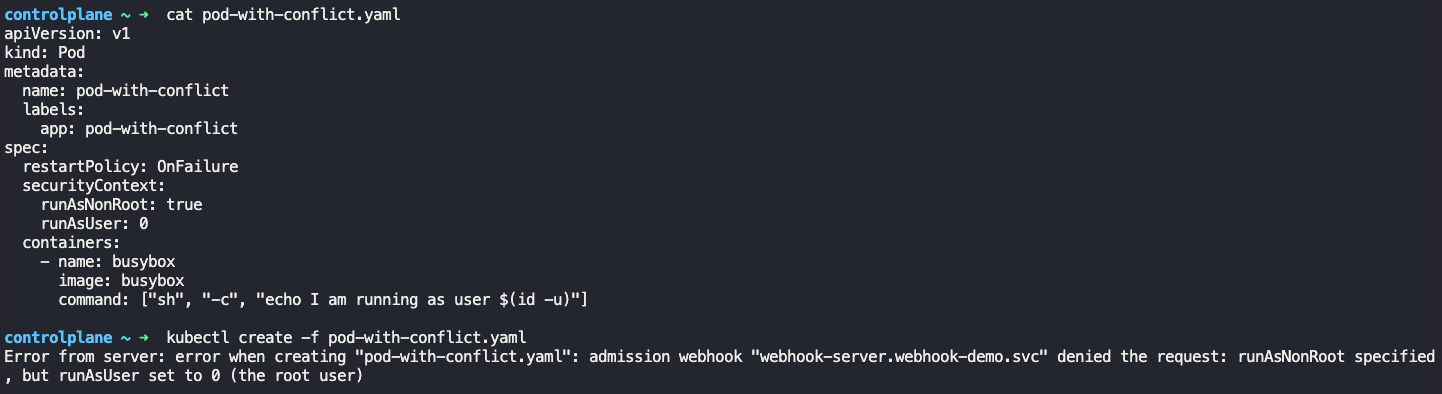 controlplane ~ ➜  cat pod-with-conflict.yaml
apiVersion: v1
kind: Pod
metadata:
  name: pod-with-conflict
  labels:
    app: pod-with-conflict
spec:
  restartPolicy: OnFailure
  securityContext:
    runAsNonRoot: true
    runAsUser: 0
  containers:
    - name: busybox
      image: busybox
      command: ["sh", "-c", "echo I am running as user $(id -u)"]

controlplane ~ ➜  kubectl create -f pod-with-conflict.yaml
Error from server: error when creating "pod-with-conflict.yaml": admission webhook "webhook-server.webhook-demo.svc" denied the request: runAsNonRoot specified
, but runAsUser set to 0 (the root user)